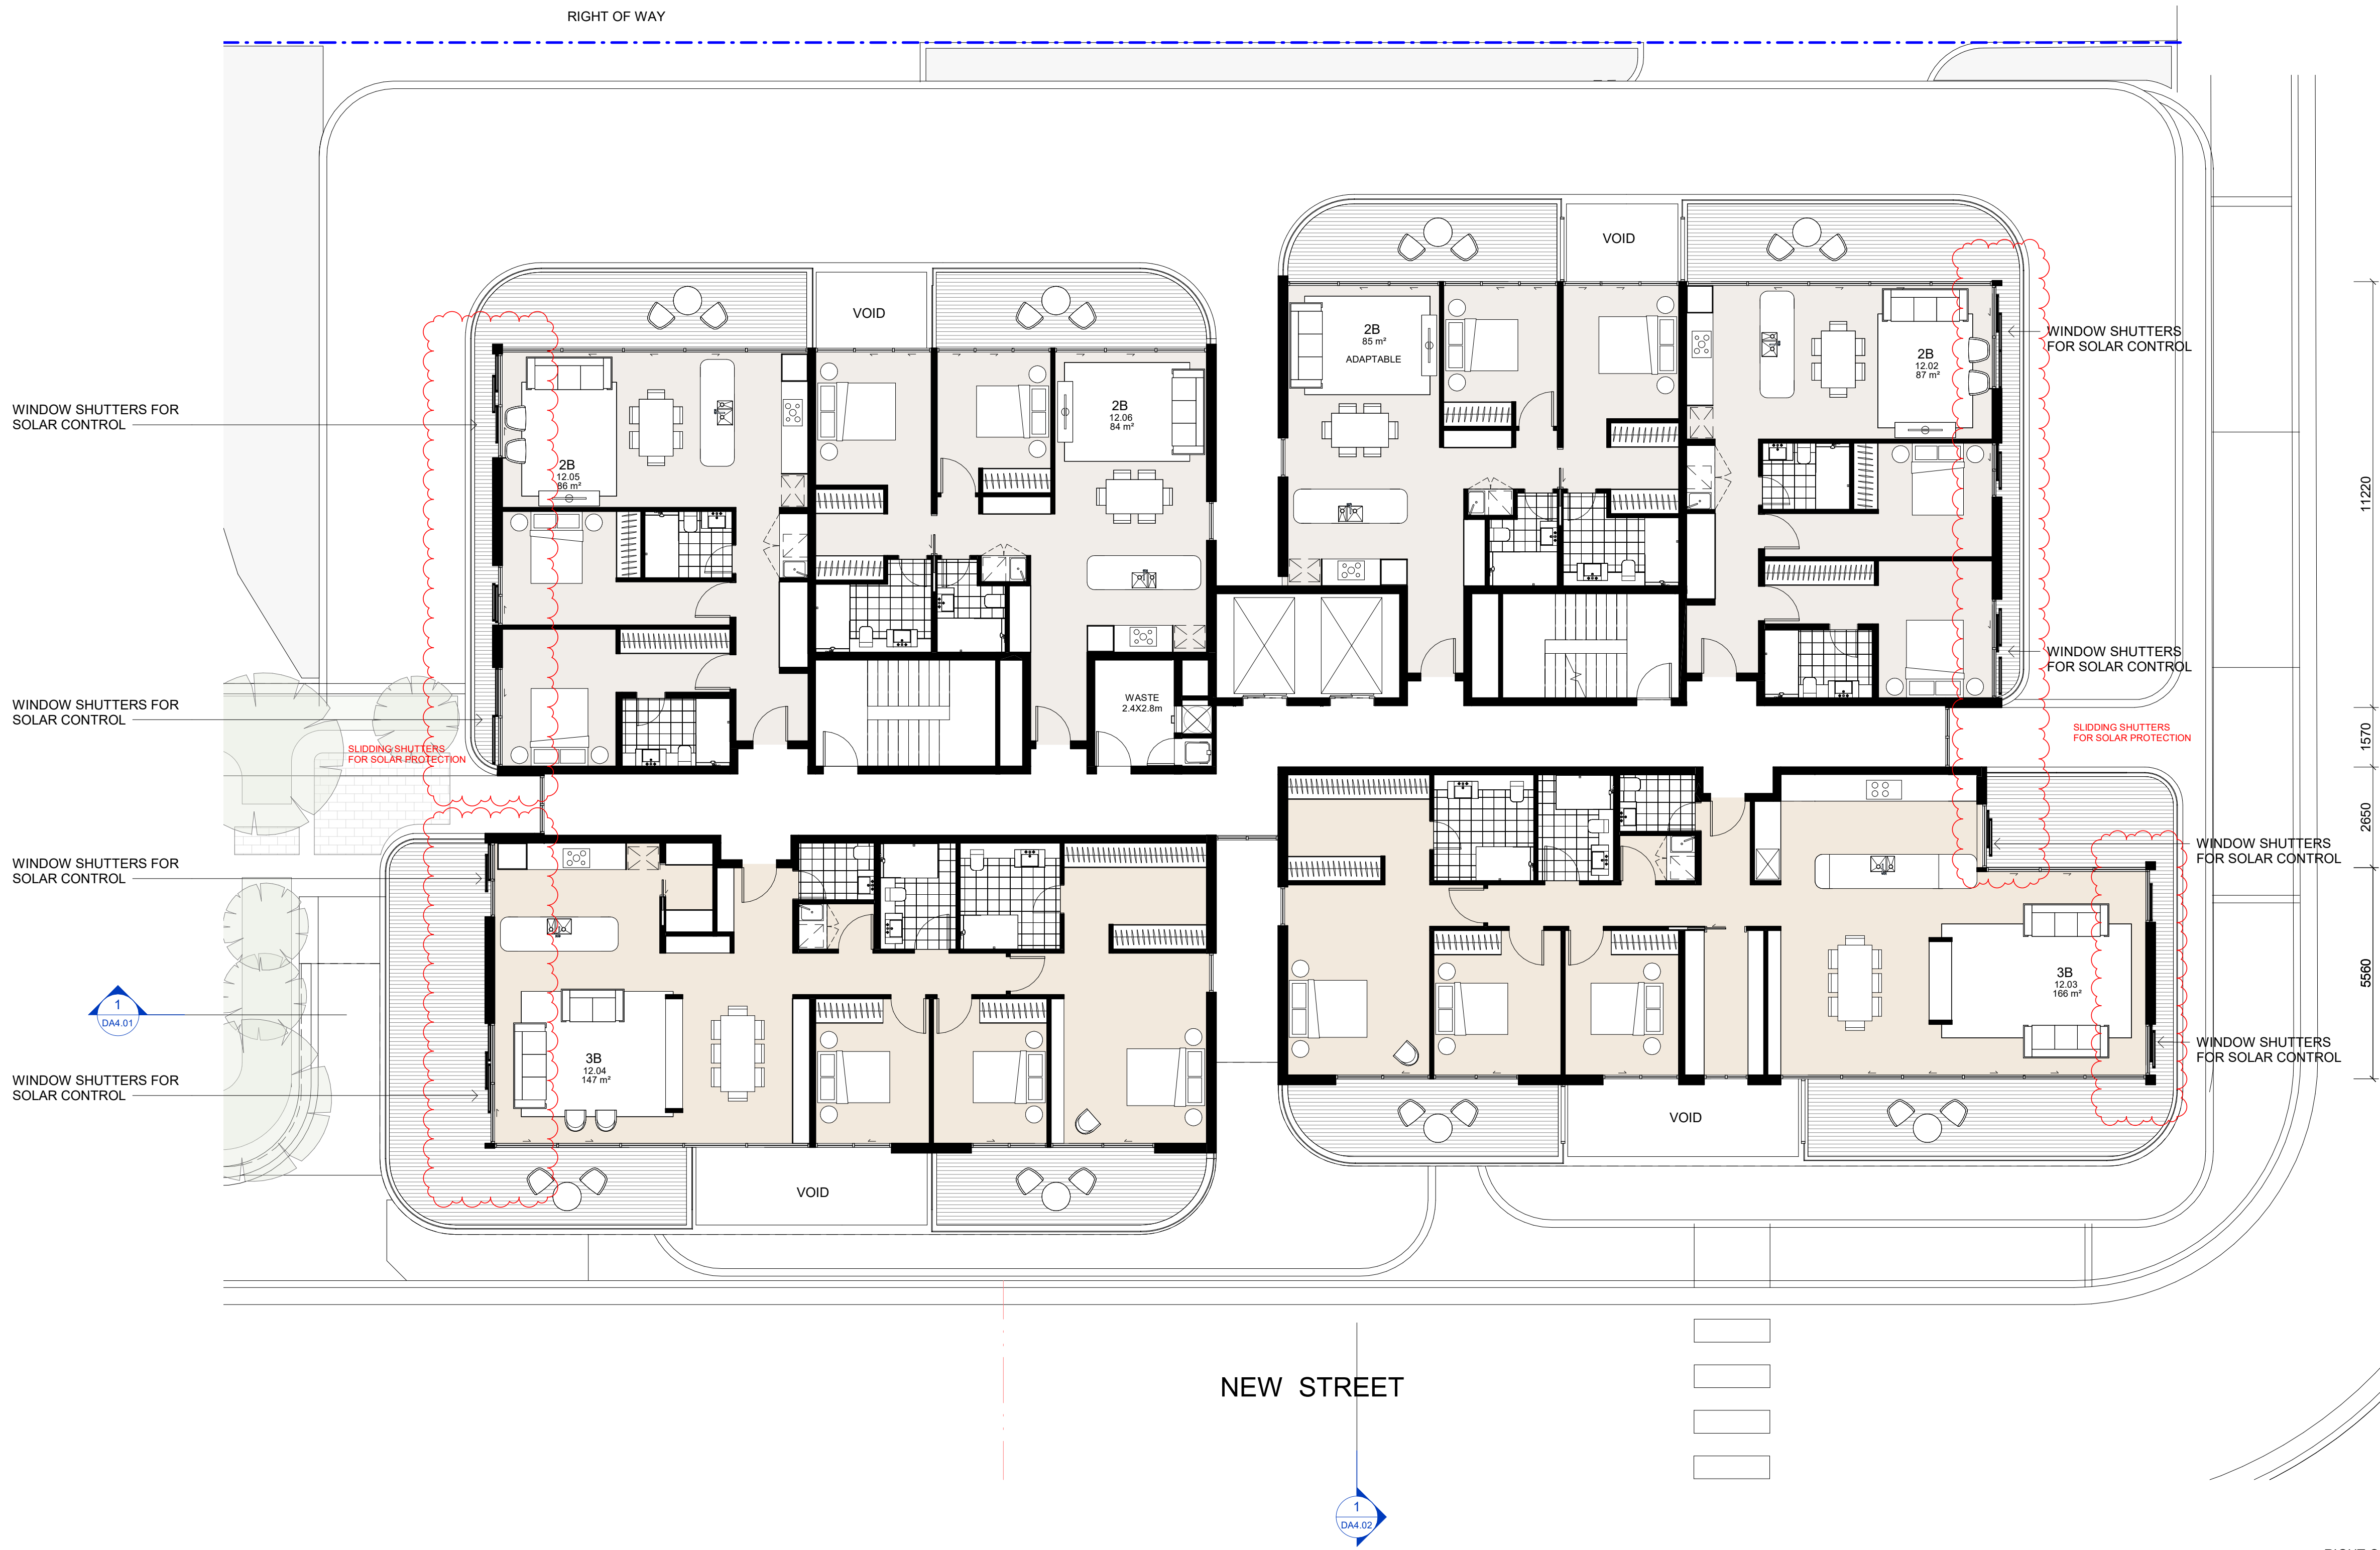 RIGHT OF WAY
VOID
VOID
2B
85 m²
ADAPTABLE
2B
12.02
87 m²
WINDOW SHUTTERS
FOR SOLAR CONTROL
2B
12.06
84 m²
WINDOW SHUTTERS FOR
SOLAR CONTROL
2B
12.05
86 m²
11220
WINDOW SHUTTERS
FOR SOLAR CONTROL
WASTE
2.4X2.8m
WINDOW SHUTTERS FOR
SOLAR CONTROL
SLIDDING SHUTTERS
FOR SOLAR PROTECTION
SLIDDING SHUTTERS
FOR SOLAR PROTECTION
1570
2650
WINDOW SHUTTERS FOR
SOLAR CONTROL
WINDOW SHUTTERS
FOR SOLAR CONTROL
5560
3B
12.03
166 m²
1
DA4.01
3B
12.04
147 m²
WINDOW SHUTTERS
FOR SOLAR CONTROL
WINDOW SHUTTERS FOR
SOLAR CONTROL
VOID
VOID
NEW STREET
1
DA4.02